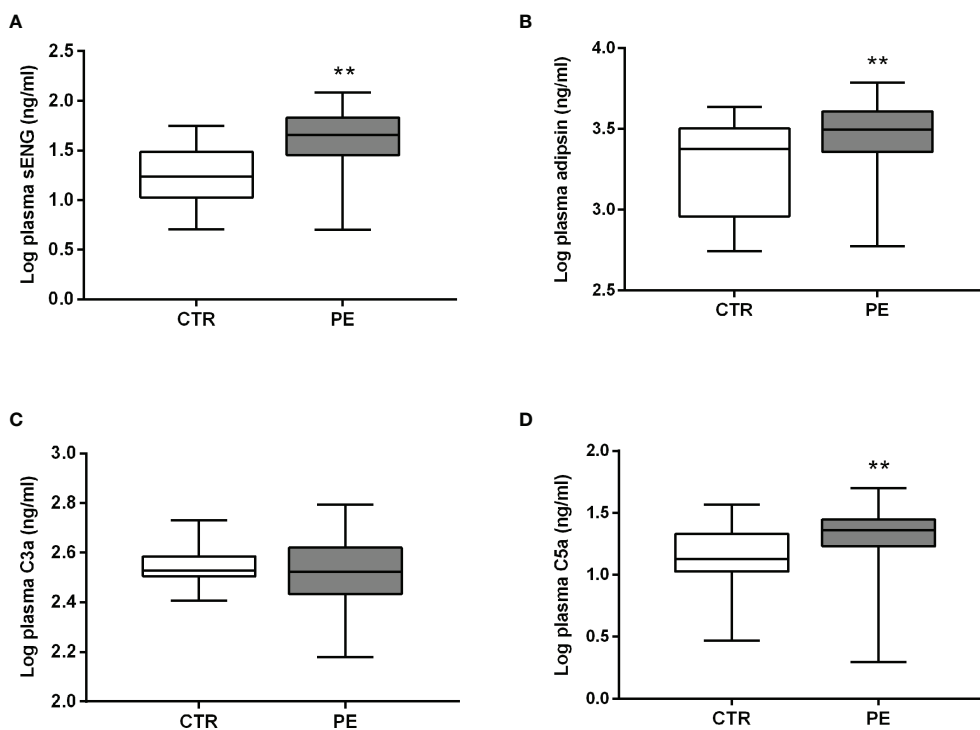 A
Log plasma sENG (ng/ml)
2.5
2.0
1.5
1.0
0.5
0.0
**
CTR PE
B
Log plasma adipsin (ng/ml)
4.0
3.5
3.0
2.5
**
CTR PE
C
Log plasma C3a (ng/ml)
3.0
2.8
2.6
2.4
2.2
2.0
CTR PE
D
Log plasma C5a (ng/ml)
2.0
1.5
1.0
0.5
0.0
**
CTR PE